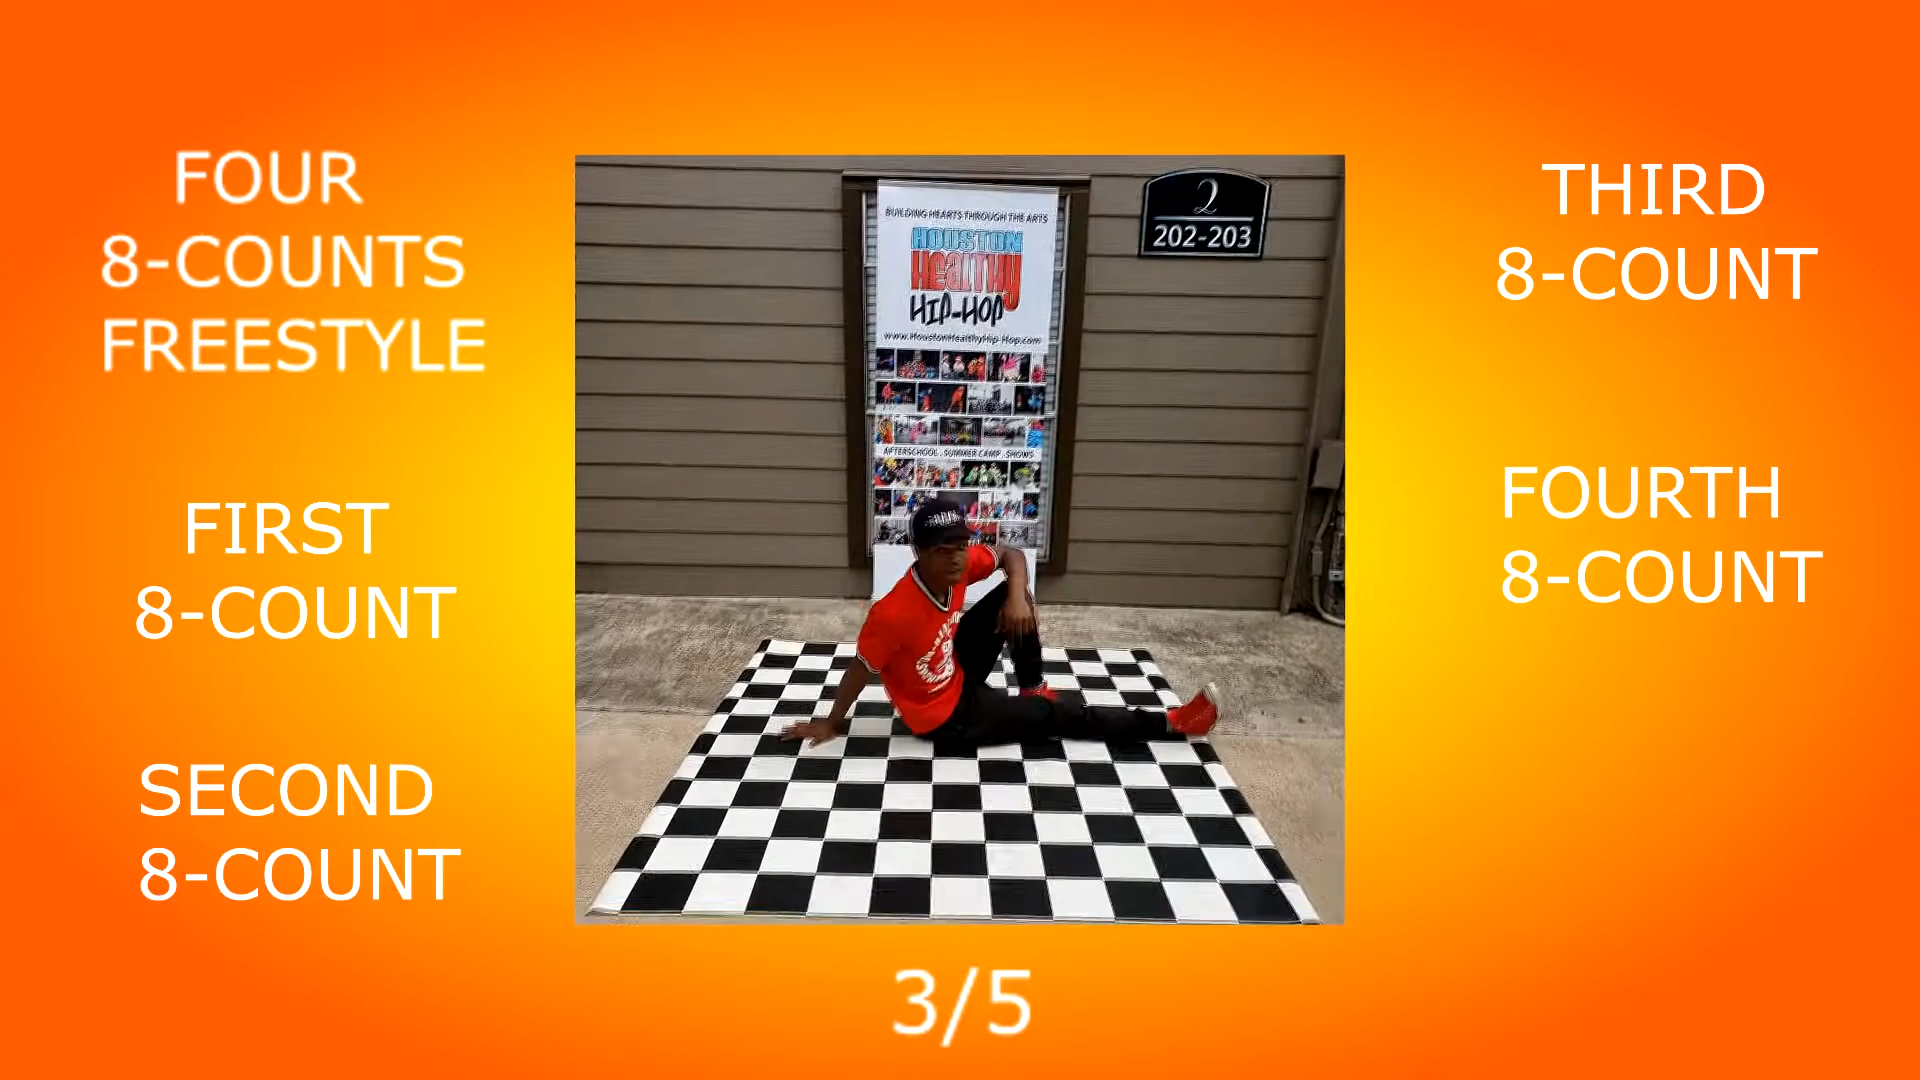 FOUR
8-COUNTS
FREESTYLE
FIRST
8-COUNT
SECOND
8-COUNT
BUILDING HEARTS THROUGH THE ARTS
HOUSTON
HEALTHY
HIP-HOP
www.HoustonHealthyHip-Hop.com
AFTERSCHOOL . SUMMER CAMP . SHOWS
2
202-203
THIRD
8-COUNT
FOURTH
8-COUNT
3/5